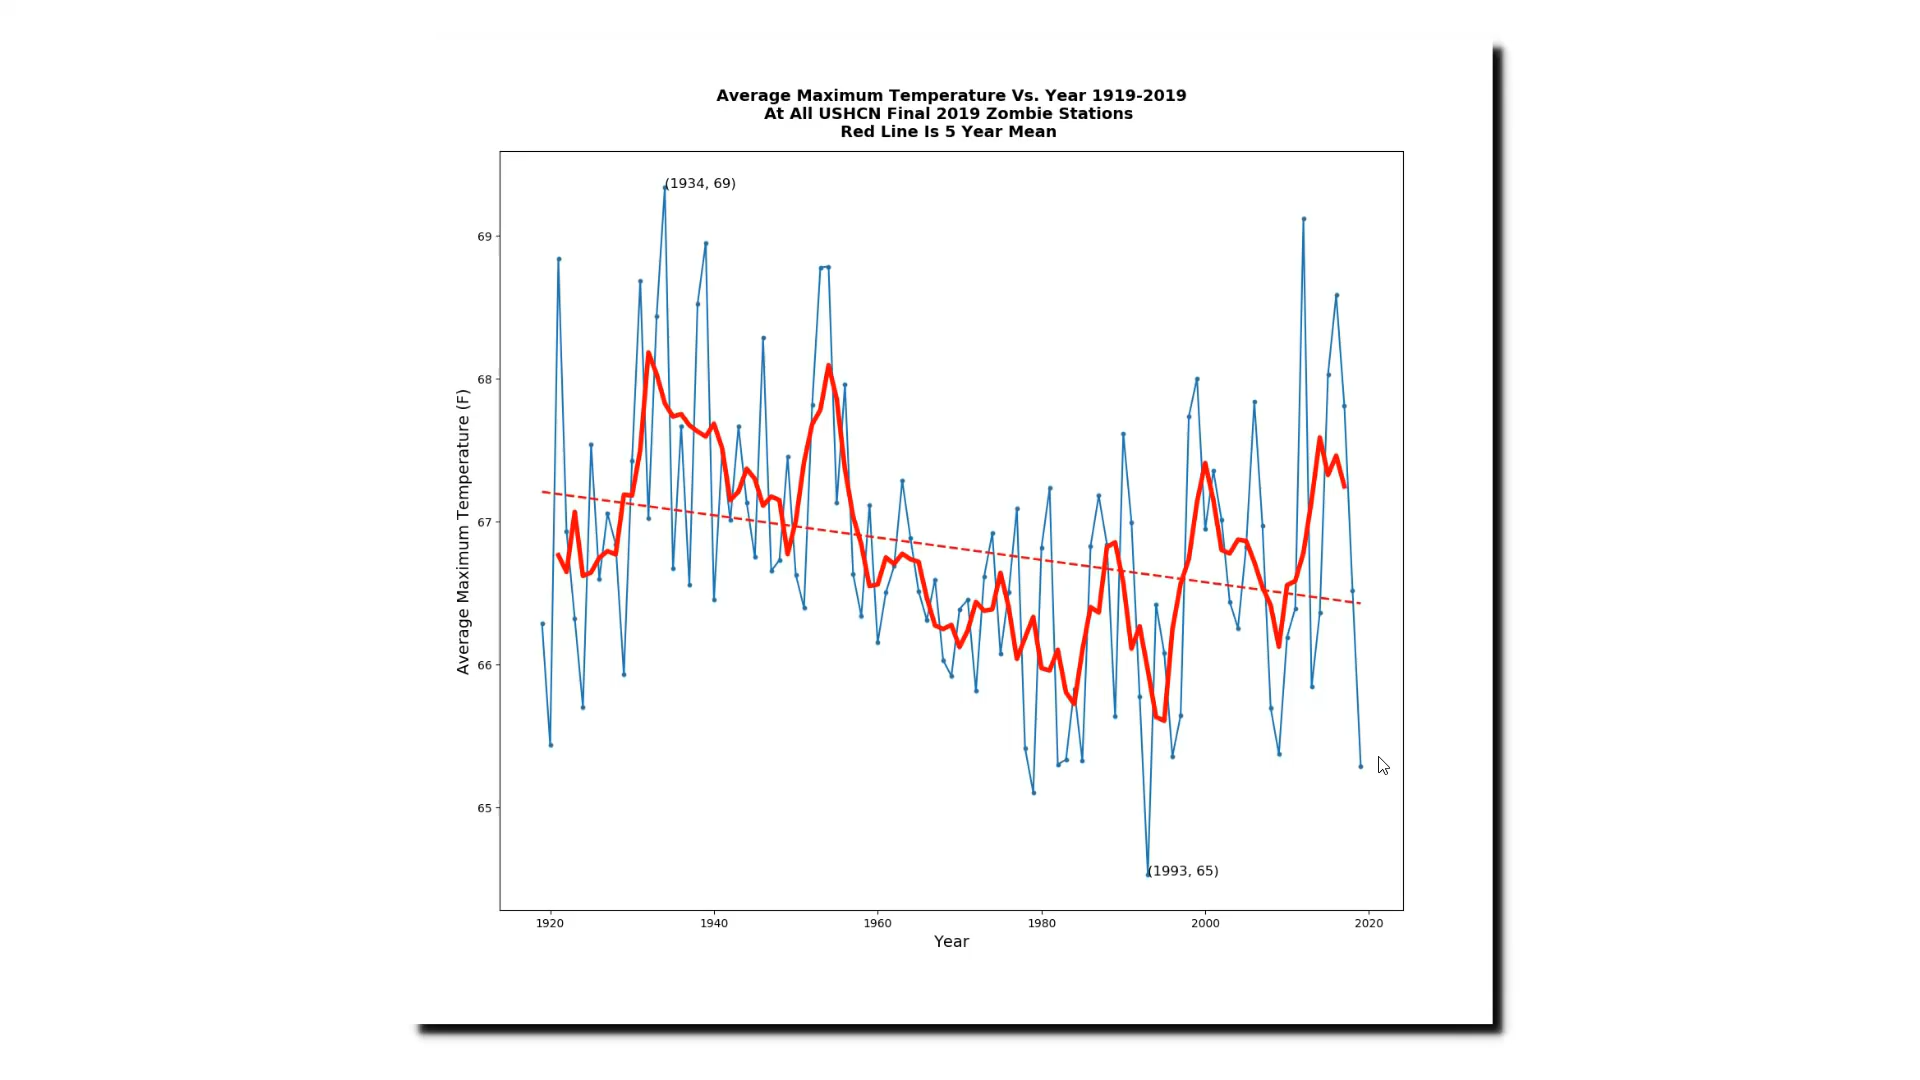 Average Maximum Temperature Vs. Year 1919-2019
At All USHCN Final 2019 Zombie Stations
Red Line Is 5 Year Mean
(1934, 69)
69
68
67
66
65
Average Maximum Temperature (F)
(1993, 65)
1920 1940 1960 1980 2000 2020
Year